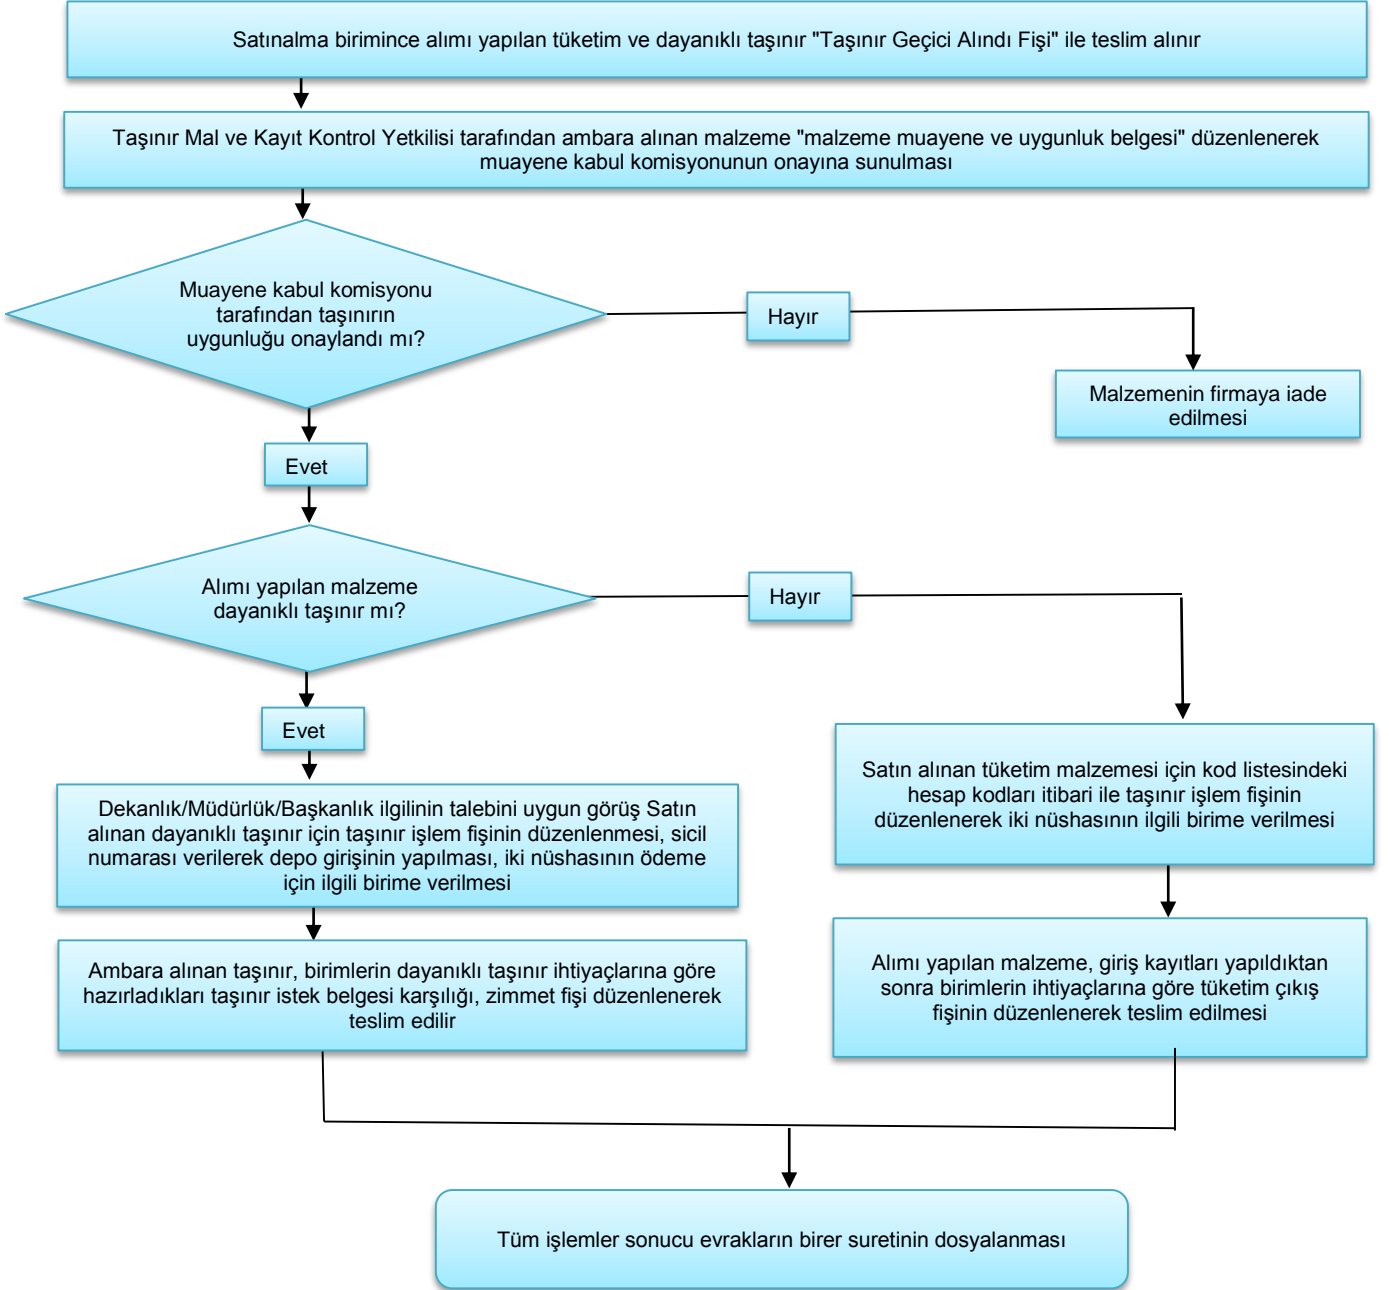 Satınalma birimince alımı yapılan tüketim ve dayanıklı taşınır "Taşınır Geçici Alındı Fişi" ile teslim alınır
Taşınır Mal ve Kayıt Kontrol Yetkilisi tarafından ambara alınan malzeme "malzeme muayene ve uygunluk belgesi" düzenlenerek
muayene kabul komisyonunun onayına sunulması
Muayene kabul komisyonu
tarafından taşınırın
uygunluğu onaylandı mı?
Hayır
Malzemenin firmaya iade
edilmesi
Evet
Alımı yapılan malzeme
dayanıklı taşınır mı?
Hayır
Evet
Satın alınan tüketim malzemesi için kod listesindeki
hesap kodları itibari ile taşınır işlem fişinin
düzenlenerek iki nüshasının ilgili birime verilmesi
Dekanlık/Müdürlük/Başkanlık ilgilinin talebini uygun görüş Satın
alınan dayanıklı taşınır için taşınır işlem fişinin düzenlenmesi, sicil
numarası verilerek depo girişinin yapılması, iki nüshasının ödeme
için ilgili birime verilmesi
Alımı yapılan malzeme, giriş kayıtları yapıldıktan
sonra birimlerin ihtiyaçlarına göre tüketim çıkış
fişinin düzenlenerek teslim edilmesi
Ambara alınan taşınır, birimlerin dayanıklı taşınır ihtiyaçlarına göre
hazırladıkları taşınır istek belgesi karşılığı, zimmet fişi düzenlenerek
teslim edilir
Tüm işlemler sonucu evrakların birer suretinin dosyalanması